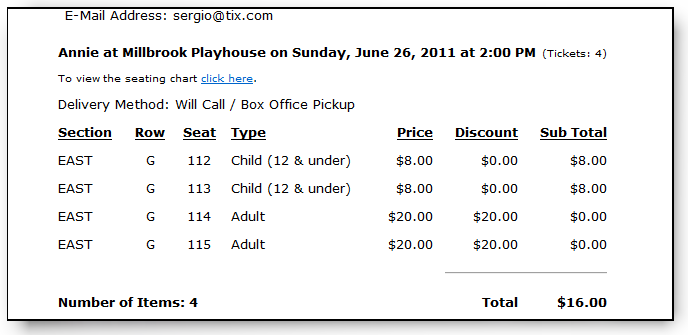 E-Mail Address: sergio@tix.com
Annie at Millbrook Playhouse on Sunday, June 26, 2011 at 2:00 PM (Tickets: 4)
To view the seating chart click here.
Delivery Method: Will Call / Box Office Pickup
Section Row Seat Type Price Discount Sub Total
EAST G 112 Child (12 & under) $8.00 $0.00 $8.00
EAST G 113 Child (12 & under) $8.00 $0.00 $8.00
EAST G 114 Adult $20.00 $20.00 $0.00
EAST G 115 Adult $20.00 $20.00 $0.00
Number of Items: 4 Total $16.00